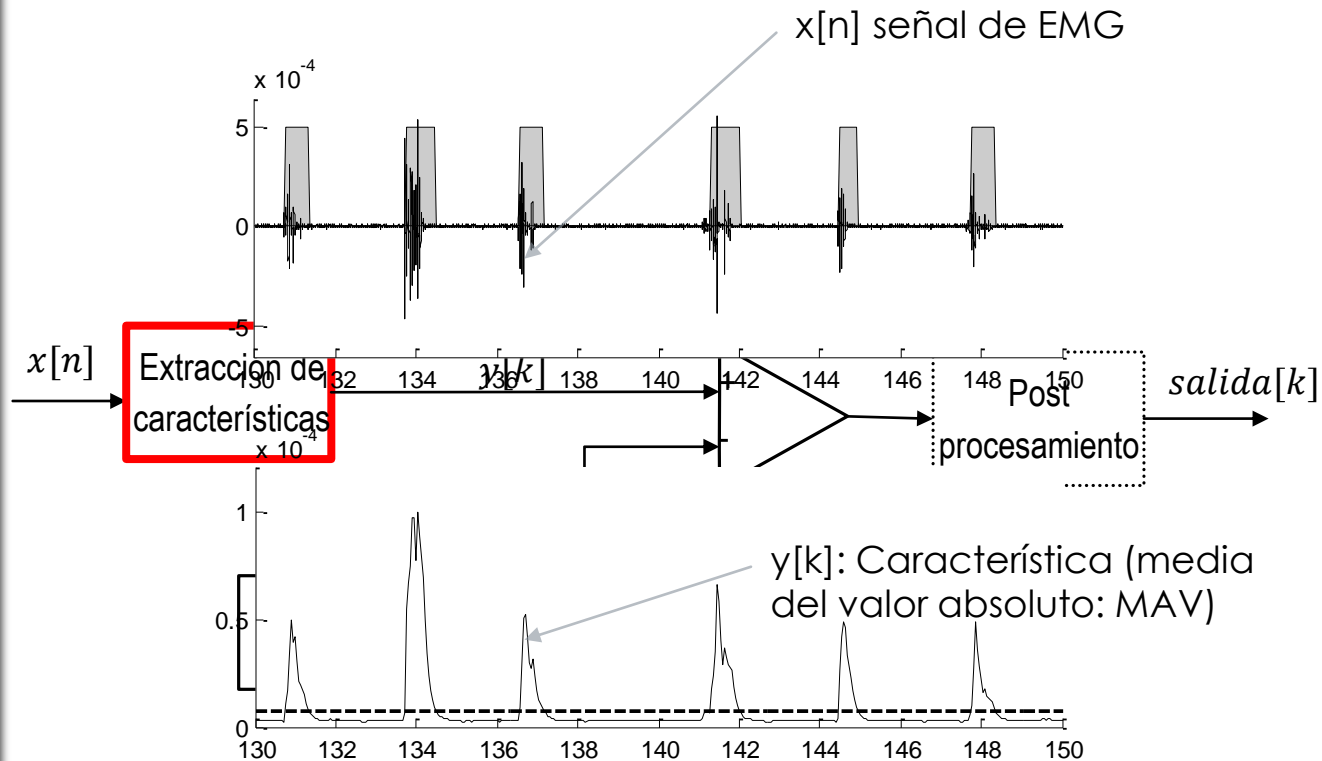 x[n] señal de EMG
x 10^-4
5
0
-5
130 132 134 136 138 140 142 144 146 148 150
x[n]
Extracción de
características
y[k]
Post
procesamiento
salida[k]
x 10^-4
1
0.5
0
130 132 134 136 138 140 142 144 146 148 150
y[k]: Característica (media
del valor absoluto: MAV)